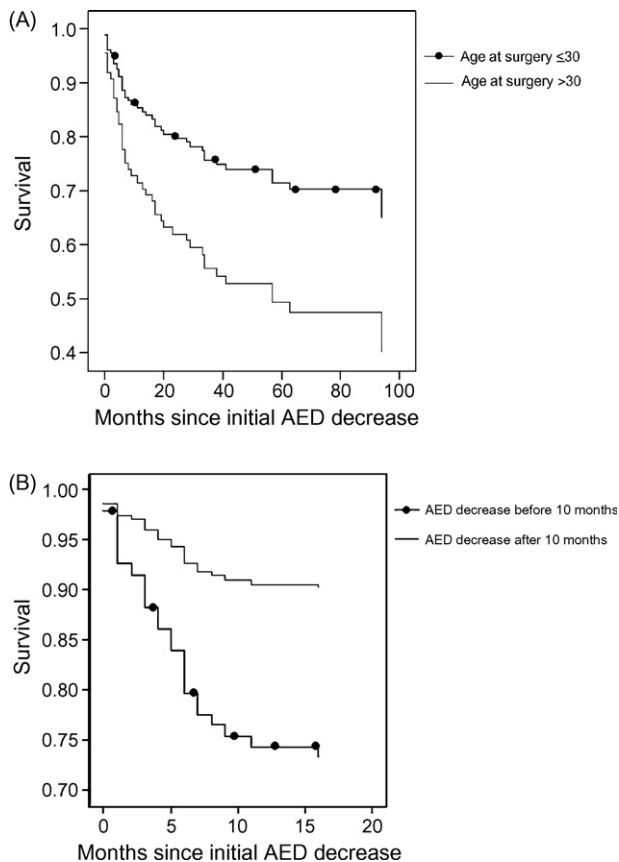 (A)
1.0
0.9
0.8
0.7
0.6
0.5
0.4
Survival
0 20 40 60 80 100
Months since initial AED decrease
Age at surgery ≤30
Age at surgery >30
(B)
1.00
0.95
0.90
0.85
0.80
0.75
0.70
Survival
0 5 10 15 20
Months since initial AED decrease
AED decrease before 10 months
AED decrease after 10 months